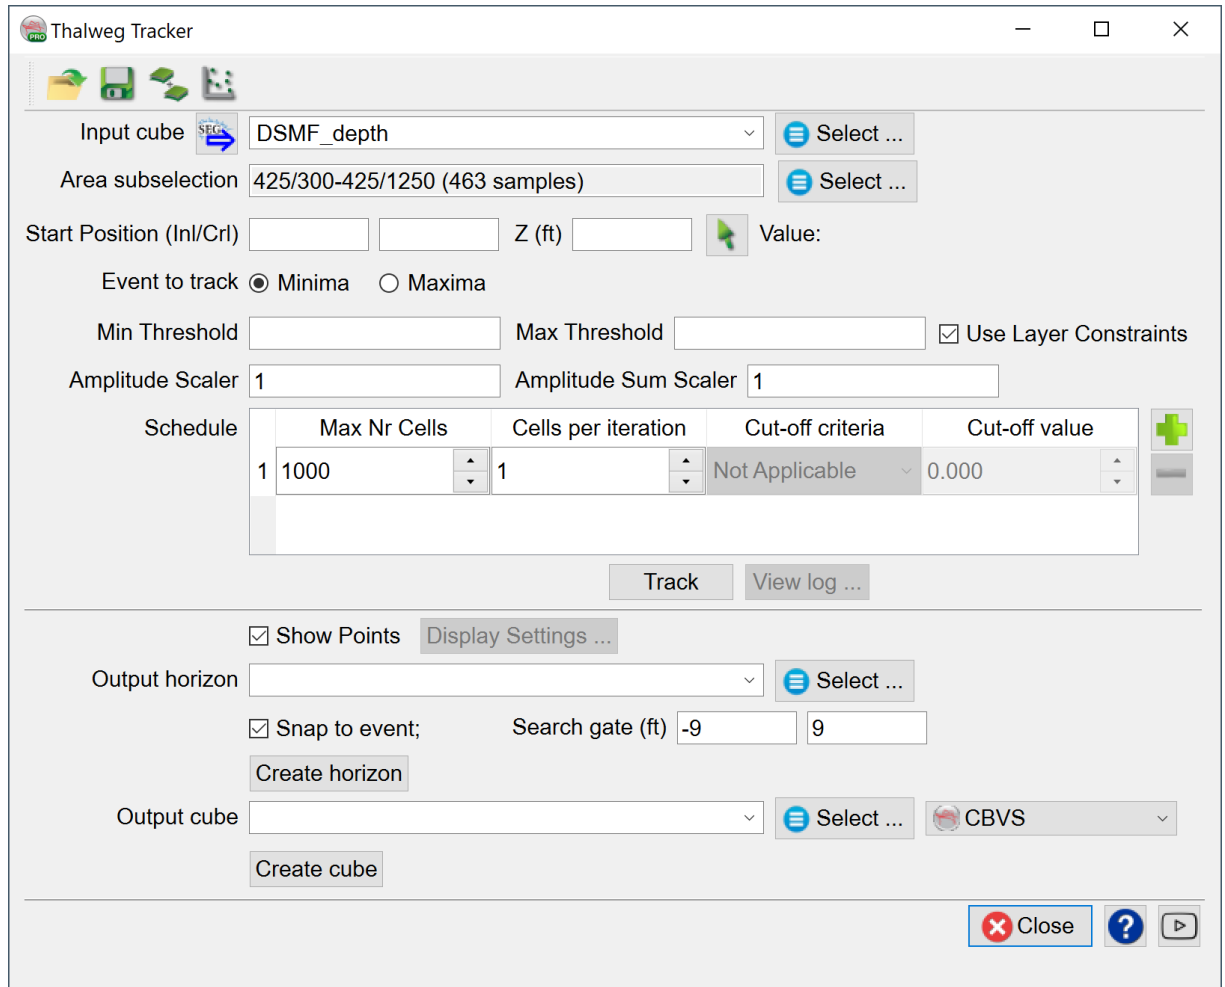 Thalweg Tracker
Input cube DSMF_depth Select ...
Area subselection 425/300-425/1250 (463 samples) Select ...
Start Position (Inl/Crl) Z (ft) Value:
Event to track Minima Maxima
Min Threshold Max Threshold Use Layer Constraints
Amplitude Scaler 1 Amplitude Sum Scaler 1
Schedule Max Nr Cells Cells per iteration Cut-off criteria Cut-off value
1 1000 1 Not Applicable 0.000
Track View log ...
Show Points Display Settings ...
Output horizon Select ...
Snap to event; Search gate (ft) -9 9
Create horizon
Output cube Select ... CBVS
Create cube
Close